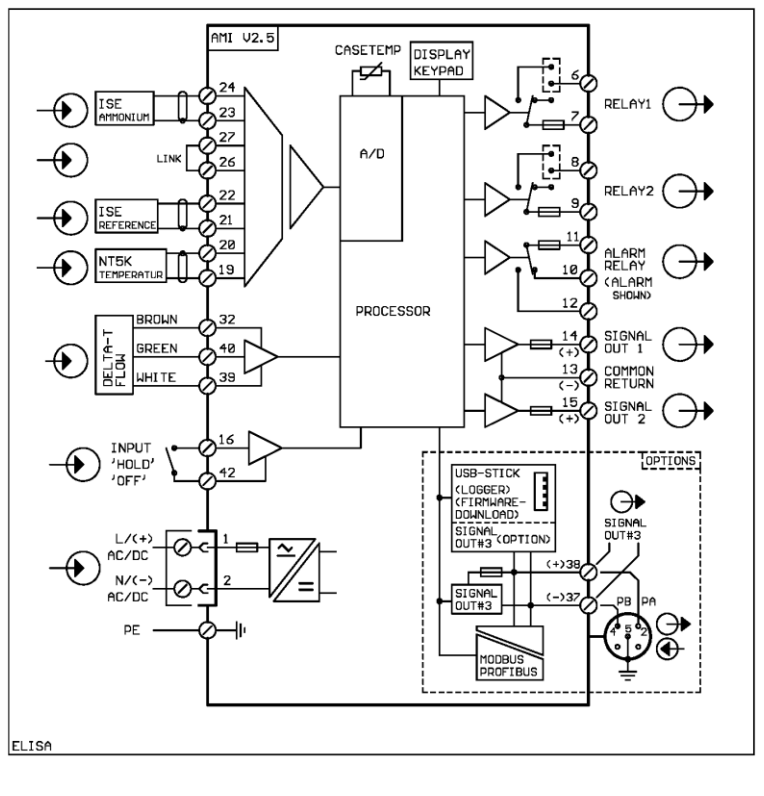 AMI V2.5
CASETEMP
DISPLAY
KEYPAD
A/D
PROCESSOR
ISE
AMMONIUM
24
23
LINK
27
26
ISE
REFERENCE
22
21
NT5K
TEMPERATUR
20
19
DELTA-T
FLOW
BROWN
32
GREEN
40
WHITE
39
INPUT
'HOLD'
'OFF'
16
42
L/(+)
AC/DC
1
N/(-)
AC/DC
2
PE
6
RELAY1
7
8
RELAY2
9
11
ALARM
RELAY
(ALARM
SHOWN)
10
12
14
(+)
SIGNAL
OUT 1
13
(-)
COMMON
RETURN
15
(+)
SIGNAL
OUT 2
OPTIONS
USB-STICK
(LOGGER)
(FIRMWARE-
DOWNLOAD)
SIGNAL
OUT#3 (OPTION)
SIGNAL
OUT#3
(+)38
SIGNAL
OUT#3
(-)37
PB PA
4 5 2
MODBUS
PROFIBUS
ELISA